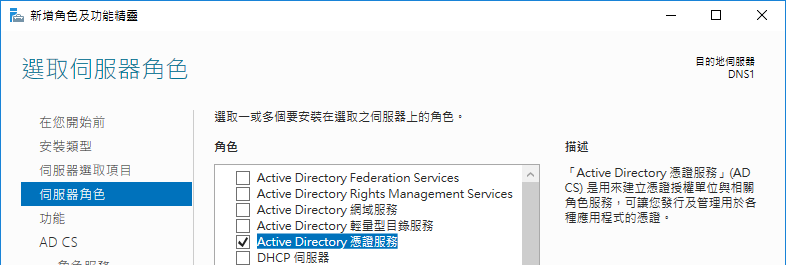 新增角色及功能精靈
選取伺服器角色
目的地伺服器
DNS1
在您開始前
安裝類型
伺服器選取項目
伺服器角色
功能
AD CS
角色服務
選取一或多個要安裝在選取之伺服器上的角色。
角色
Active Directory Federation Services
Active Directory Rights Management Services
Active Directory 網域服務
Active Directory 輕量型目錄服務
Active Directory 憑證服務
DHCP 伺服器
描述
「Active Directory 憑證服務」(AD
CS) 是用來建立憑證授權單位與相關
角色服務，可讓您發行及管理用於各
種應用程式的憑證。